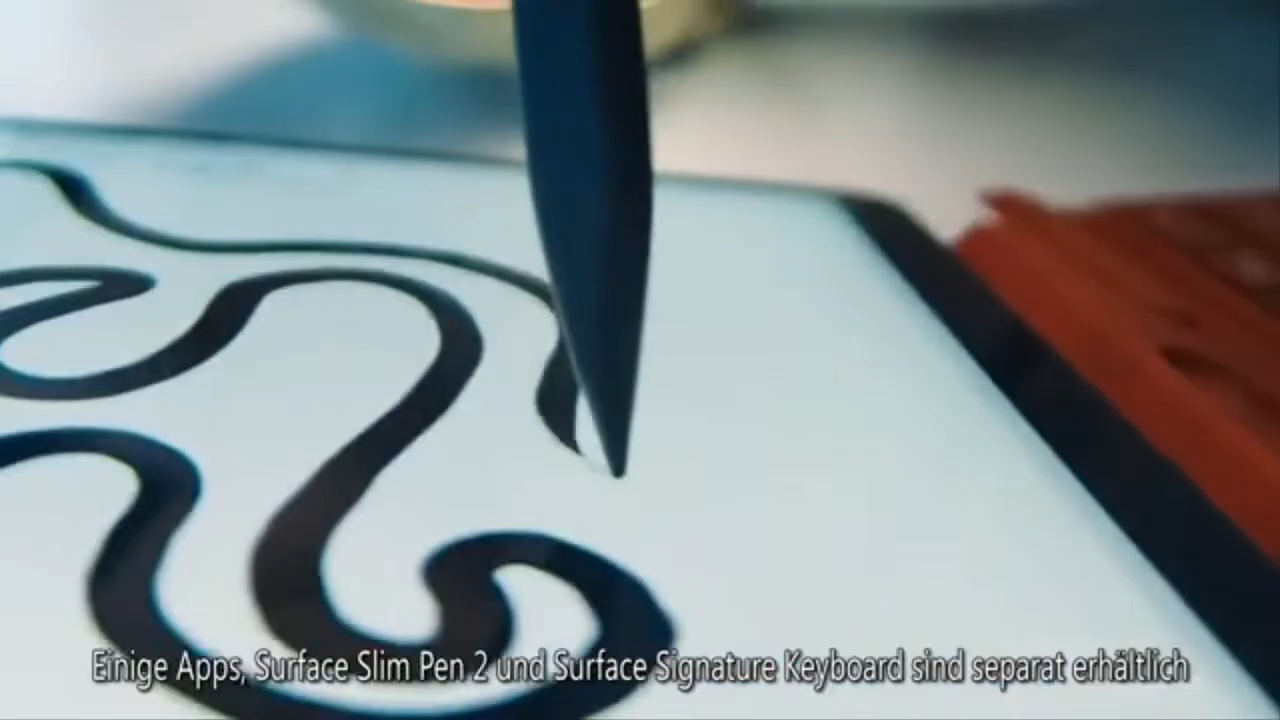 Einige Apps, Surface Slim Pen 2 und Surface Signature Keyboard sind separat erhältlich